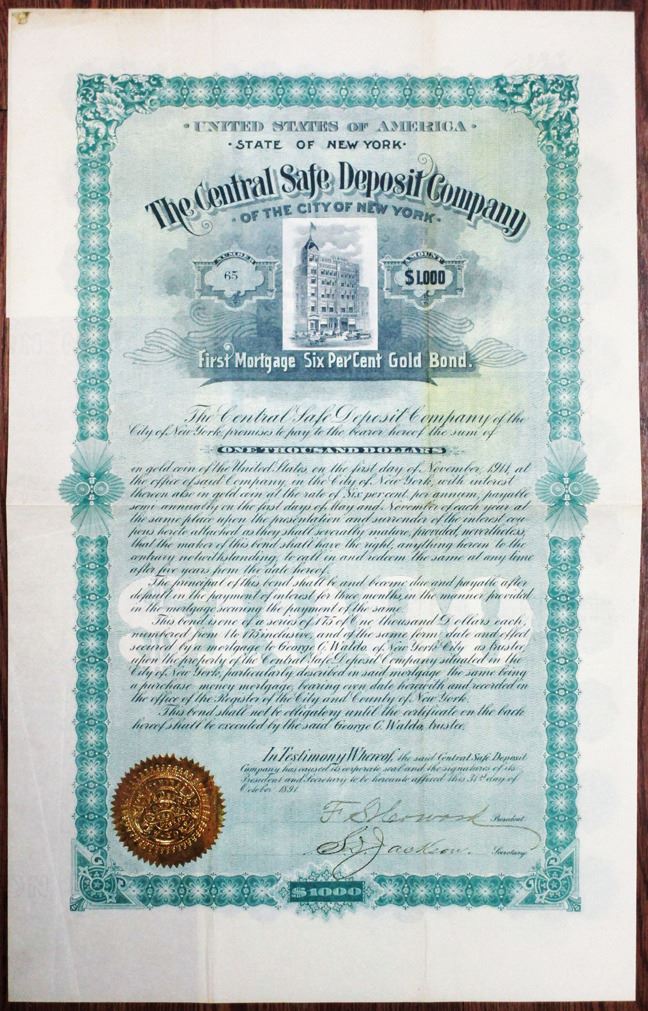 · UNITED STATES OF AMERICA ·
· STATE OF NEW YORK ·
The Central Safe Deposit Company
· OF THE CITY OF NEW YORK ·
NUMBER
65
AMOUNT
$1,000
First Mortgage Six Per Cent Gold Bond.
The Central Safe Deposit Company of the
City of New York, promises to pay to the bearer hereof the sum of
ONE THOUSAND DOLLARS
in gold coin of the United States on the first day of November, 1911, at
the office of said Company, in the City of New York, with interest
thereon also in gold coin at the rate of Six per cent. per annum, payable
semi-annually on the first days of May and November of each year at
the same place upon the presentation and surrender of the interest cou
pons hereto attached as they shall severally mature, provided, nevertheless,
that the maker of this bond shall have the right, anything herein to the
contrary notwithstanding, to call in and redeem the same at any time
after five years from the date hereof.
The principal of this bond shall be and become due and payable after
default in the payment of interest for three months, in the manner provided
in the mortgage securing the payment of the same.
This bond is one of a series of 175 of One thousand Dollars each,
numbered from 1 to 175 inclusive, and of the same form, date and effect
secured by a mortgage to George C. Waldo, of New York City as trustee,
upon the property of the Central Safe Deposit Company situated in the
City of New York, particularly described in said mortgage the same being
a purchase money mortgage, bearing even date herewith and recorded in
the office of the Register of the City and County of New York.
This bond shall not be obligatory until the certificate on the back
hereof shall be executed by the said George C. Waldo, trustee.
In Testimony Whereof, the said Central Safe Deposit
Company has caused its corporate seal and the signatures of its
President and Secretary to be hereunto affixed this 31st day of
October 1891
President.
Jackson. Secretary.
$1000